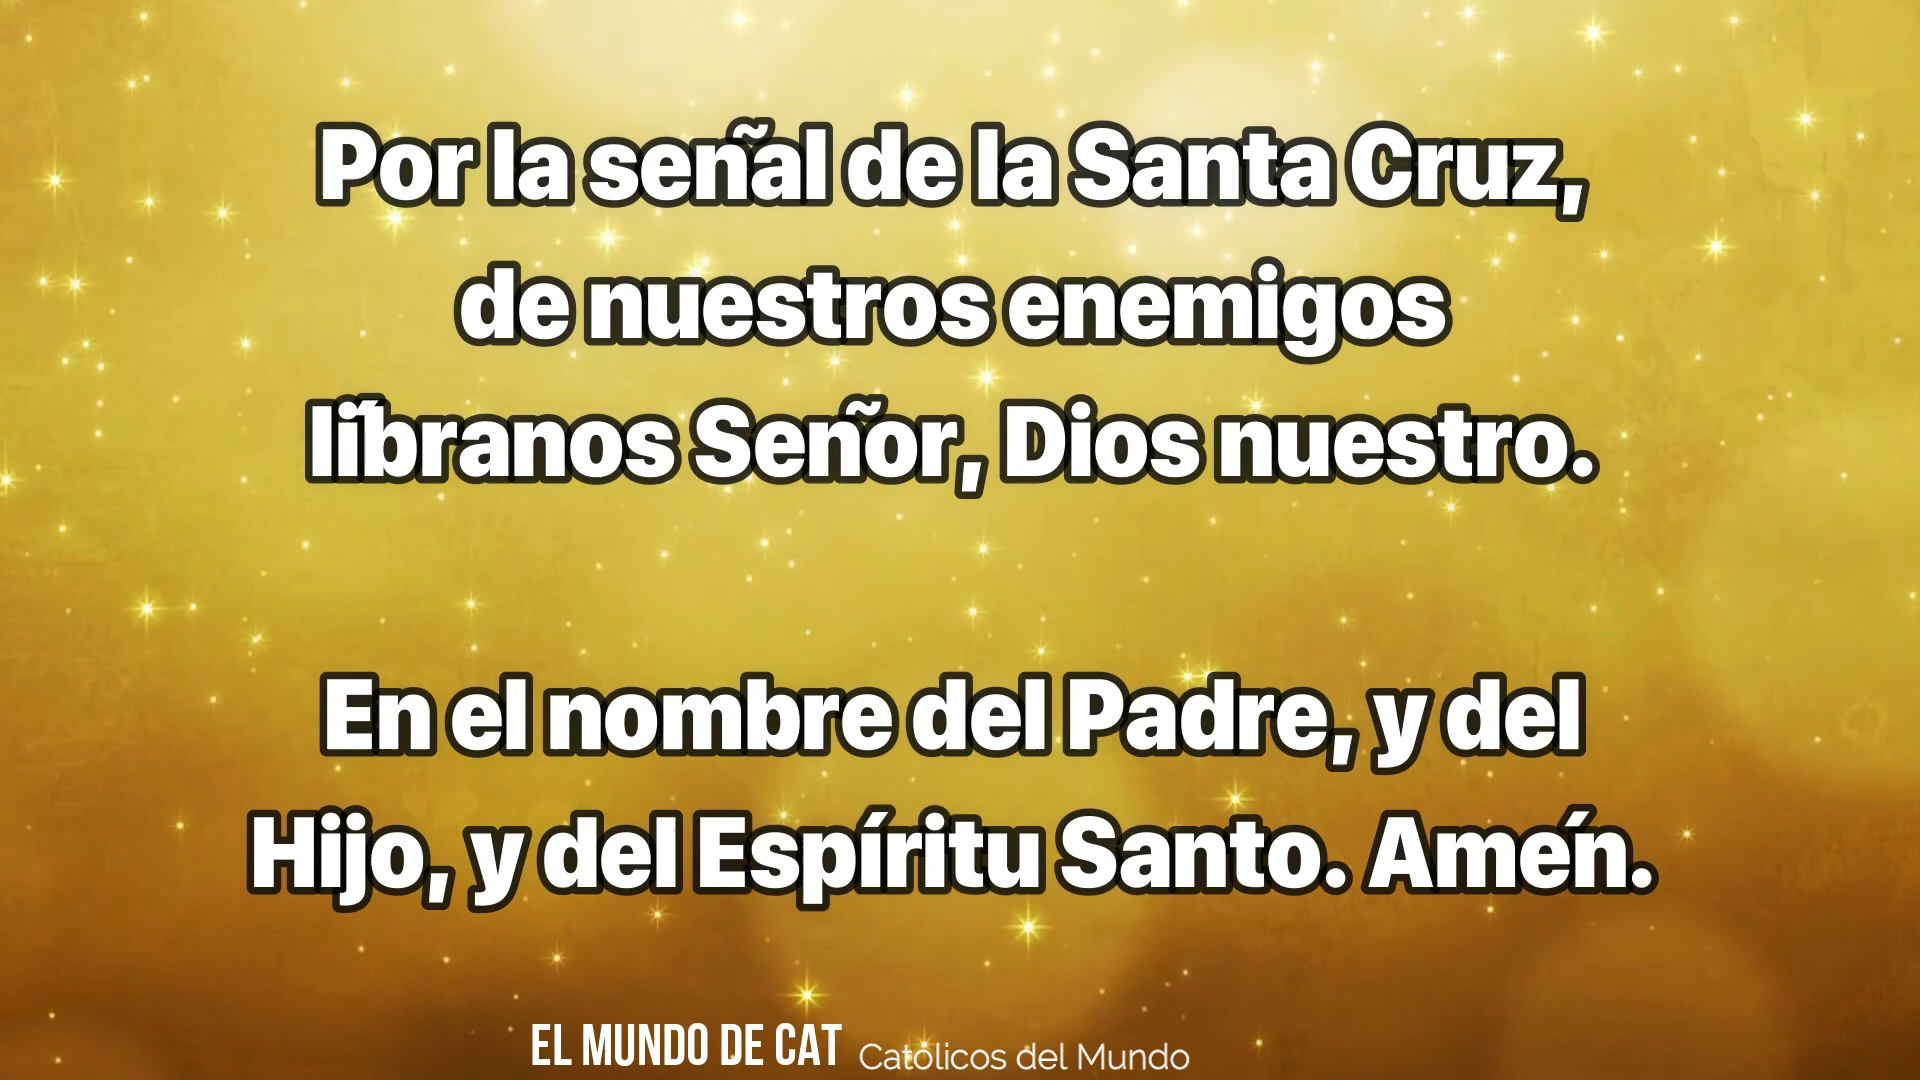 Por la señal de la Santa Cruz,
de nuestros enemigos
líbranos Señor, Dios nuestro.
En el nombre del Padre, y del
Hijo, y del Espíritu Santo. Amén.
EL MUNDO DE CAT Católicos del Mundo